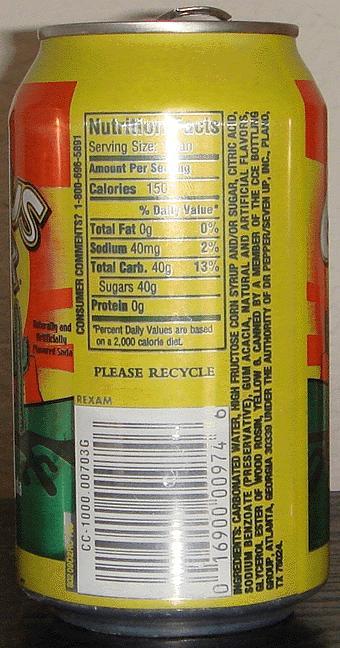 Nutrition Facts
Serving Size: 1 can
Amount Per Serving
Calories 150
% Daily Value*
Total Fat 0g 0%
Sodium 40mg 2%
Total Carb. 40g 13%
Sugars 40g
Protein 0g
*Percent Daily Values are based
on a 2,000 calorie diet.
PLEASE RECYCLE
REXAM
CC-1000.00703G
0 16900 00974 6
CONSUMER COMMENTS? 1-800-696-5891
Naturally and
Artificially
Flavored Soda
INGREDIENTS: CARBONATED WATER, HIGH FRUCTOSE CORN SYRUP AND/OR SUGAR, CITRIC ACID,
SODIUM BENZOATE (PRESERVATIVE), GUM ACACIA, NATURAL AND ARTIFICIAL FLAVORS,
GLYCEROL ESTER OF WOOD ROSIN, YELLOW 6. CANNED BY A MEMBER OF THE CCE BOTTLING
GROUP, ATLANTA, GEORGIA 30339 UNDER THE AUTHORITY OF DR PEPPER/SEVEN UP, INC., PLANO,
TX 75024.